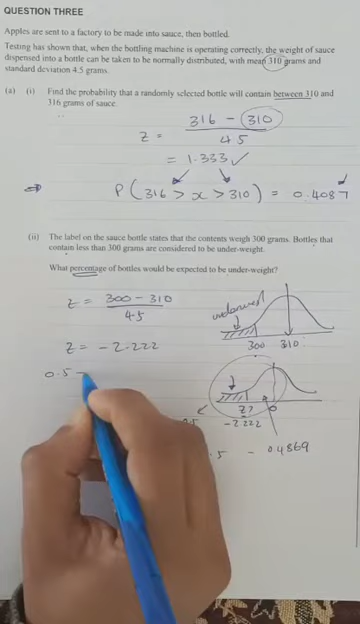 QUESTION THREE
Apples are sent to a factory to be made into sauce, then bottled.
Testing has shown that, when the bottling machine is operating correctly, the weight of sauce
dispensed into a bottle can be taken to be normally distributed, with mean 310 grams and
standard deviation 4.5 grams.
(a) (i) Find the probability that a randomly selected bottle will contain between 310 and
316 grams of sauce.
z = 316 - 310 / 4.5
= 1.333 ✓
P(316 > x > 310) = 0.4087
(ii) The label on the sauce bottle states that the contents weigh 300 grams. Bottles that
contain less than 300 grams are considered to be under-weight.
What percentage of bottles would be expected to be under-weight?
z = 300 - 310 / 4.5
underweight
300 310
z = - 2.222
0.5 -
z? 0
-2.222
.5 - 0.4869